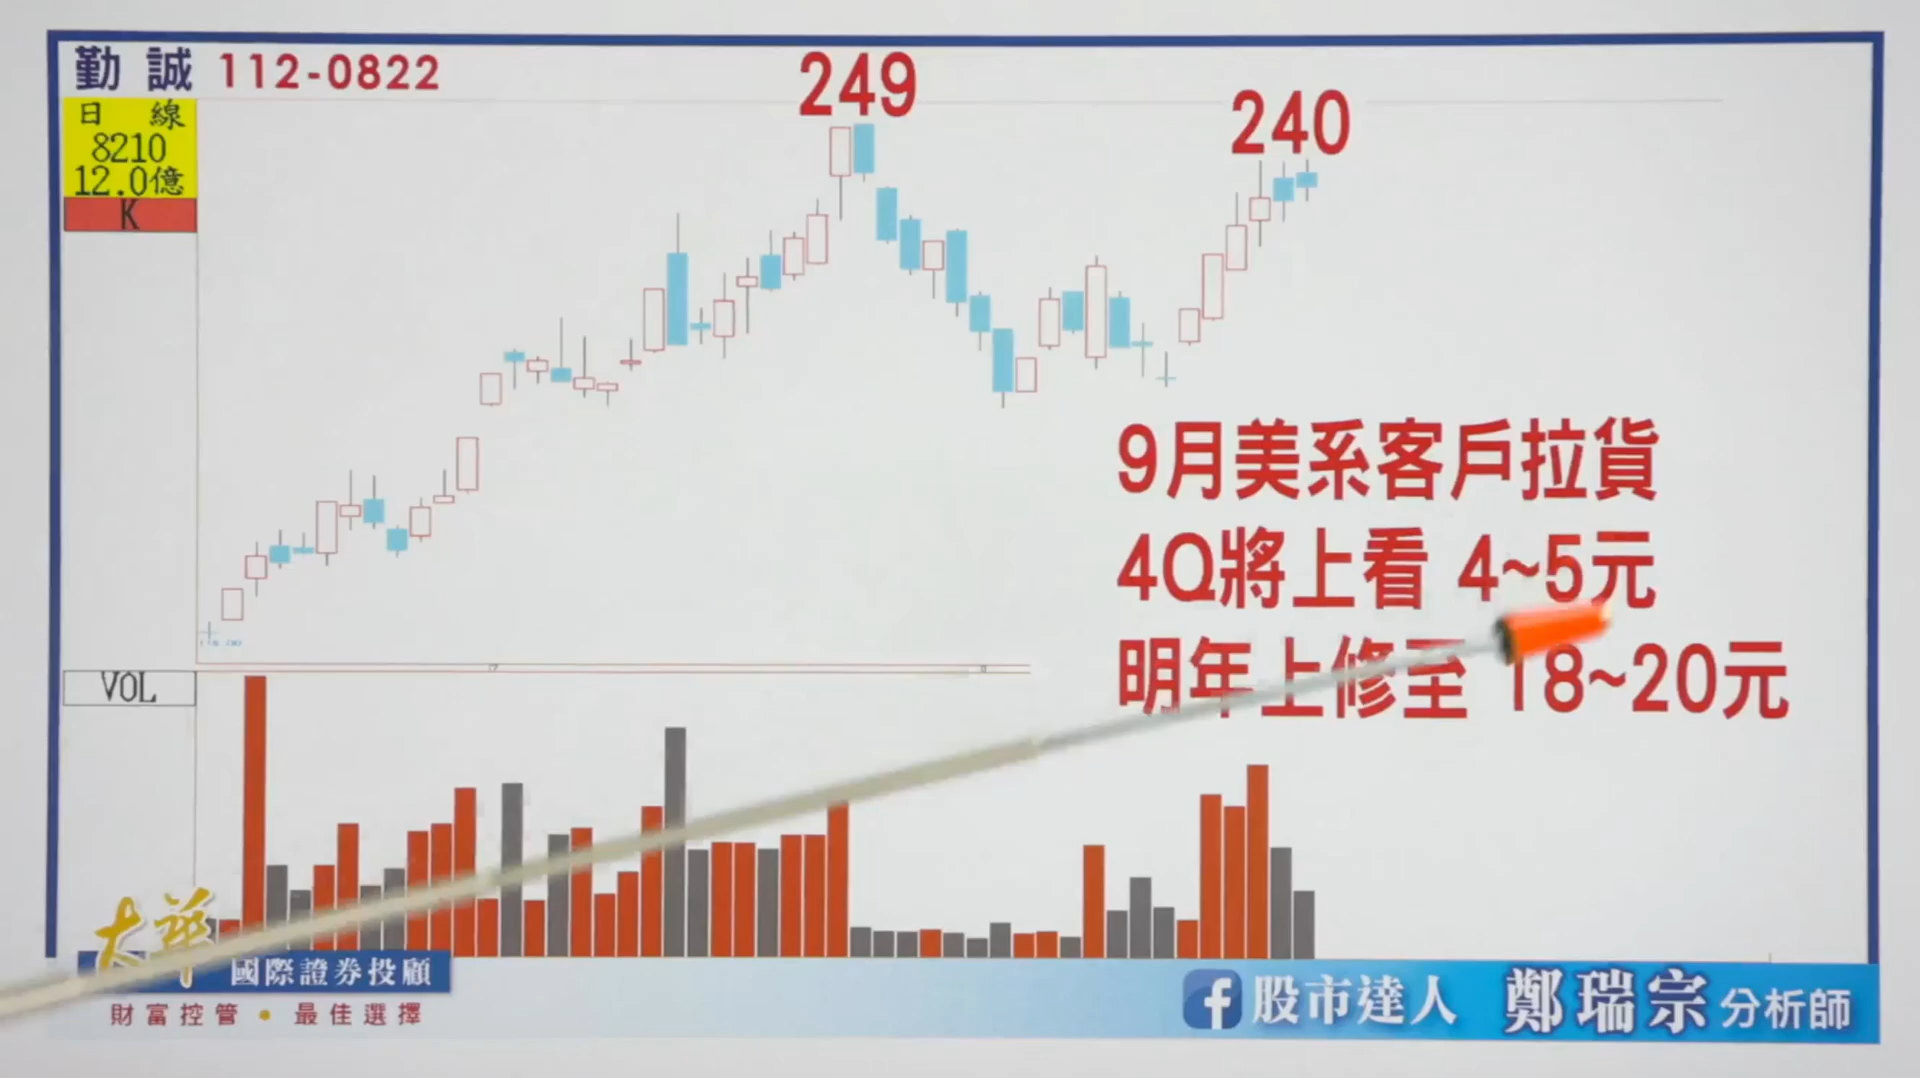 勤誠 112-0822
249
240
日線
8210
12.0億
K
9月美系客戶拉貨
4Q將上看 4~5元
明年上修至 18~20元
VOL
大華
國際證券投顧
財富控管・最佳選擇
股市達人 鄭瑞宗 分析師